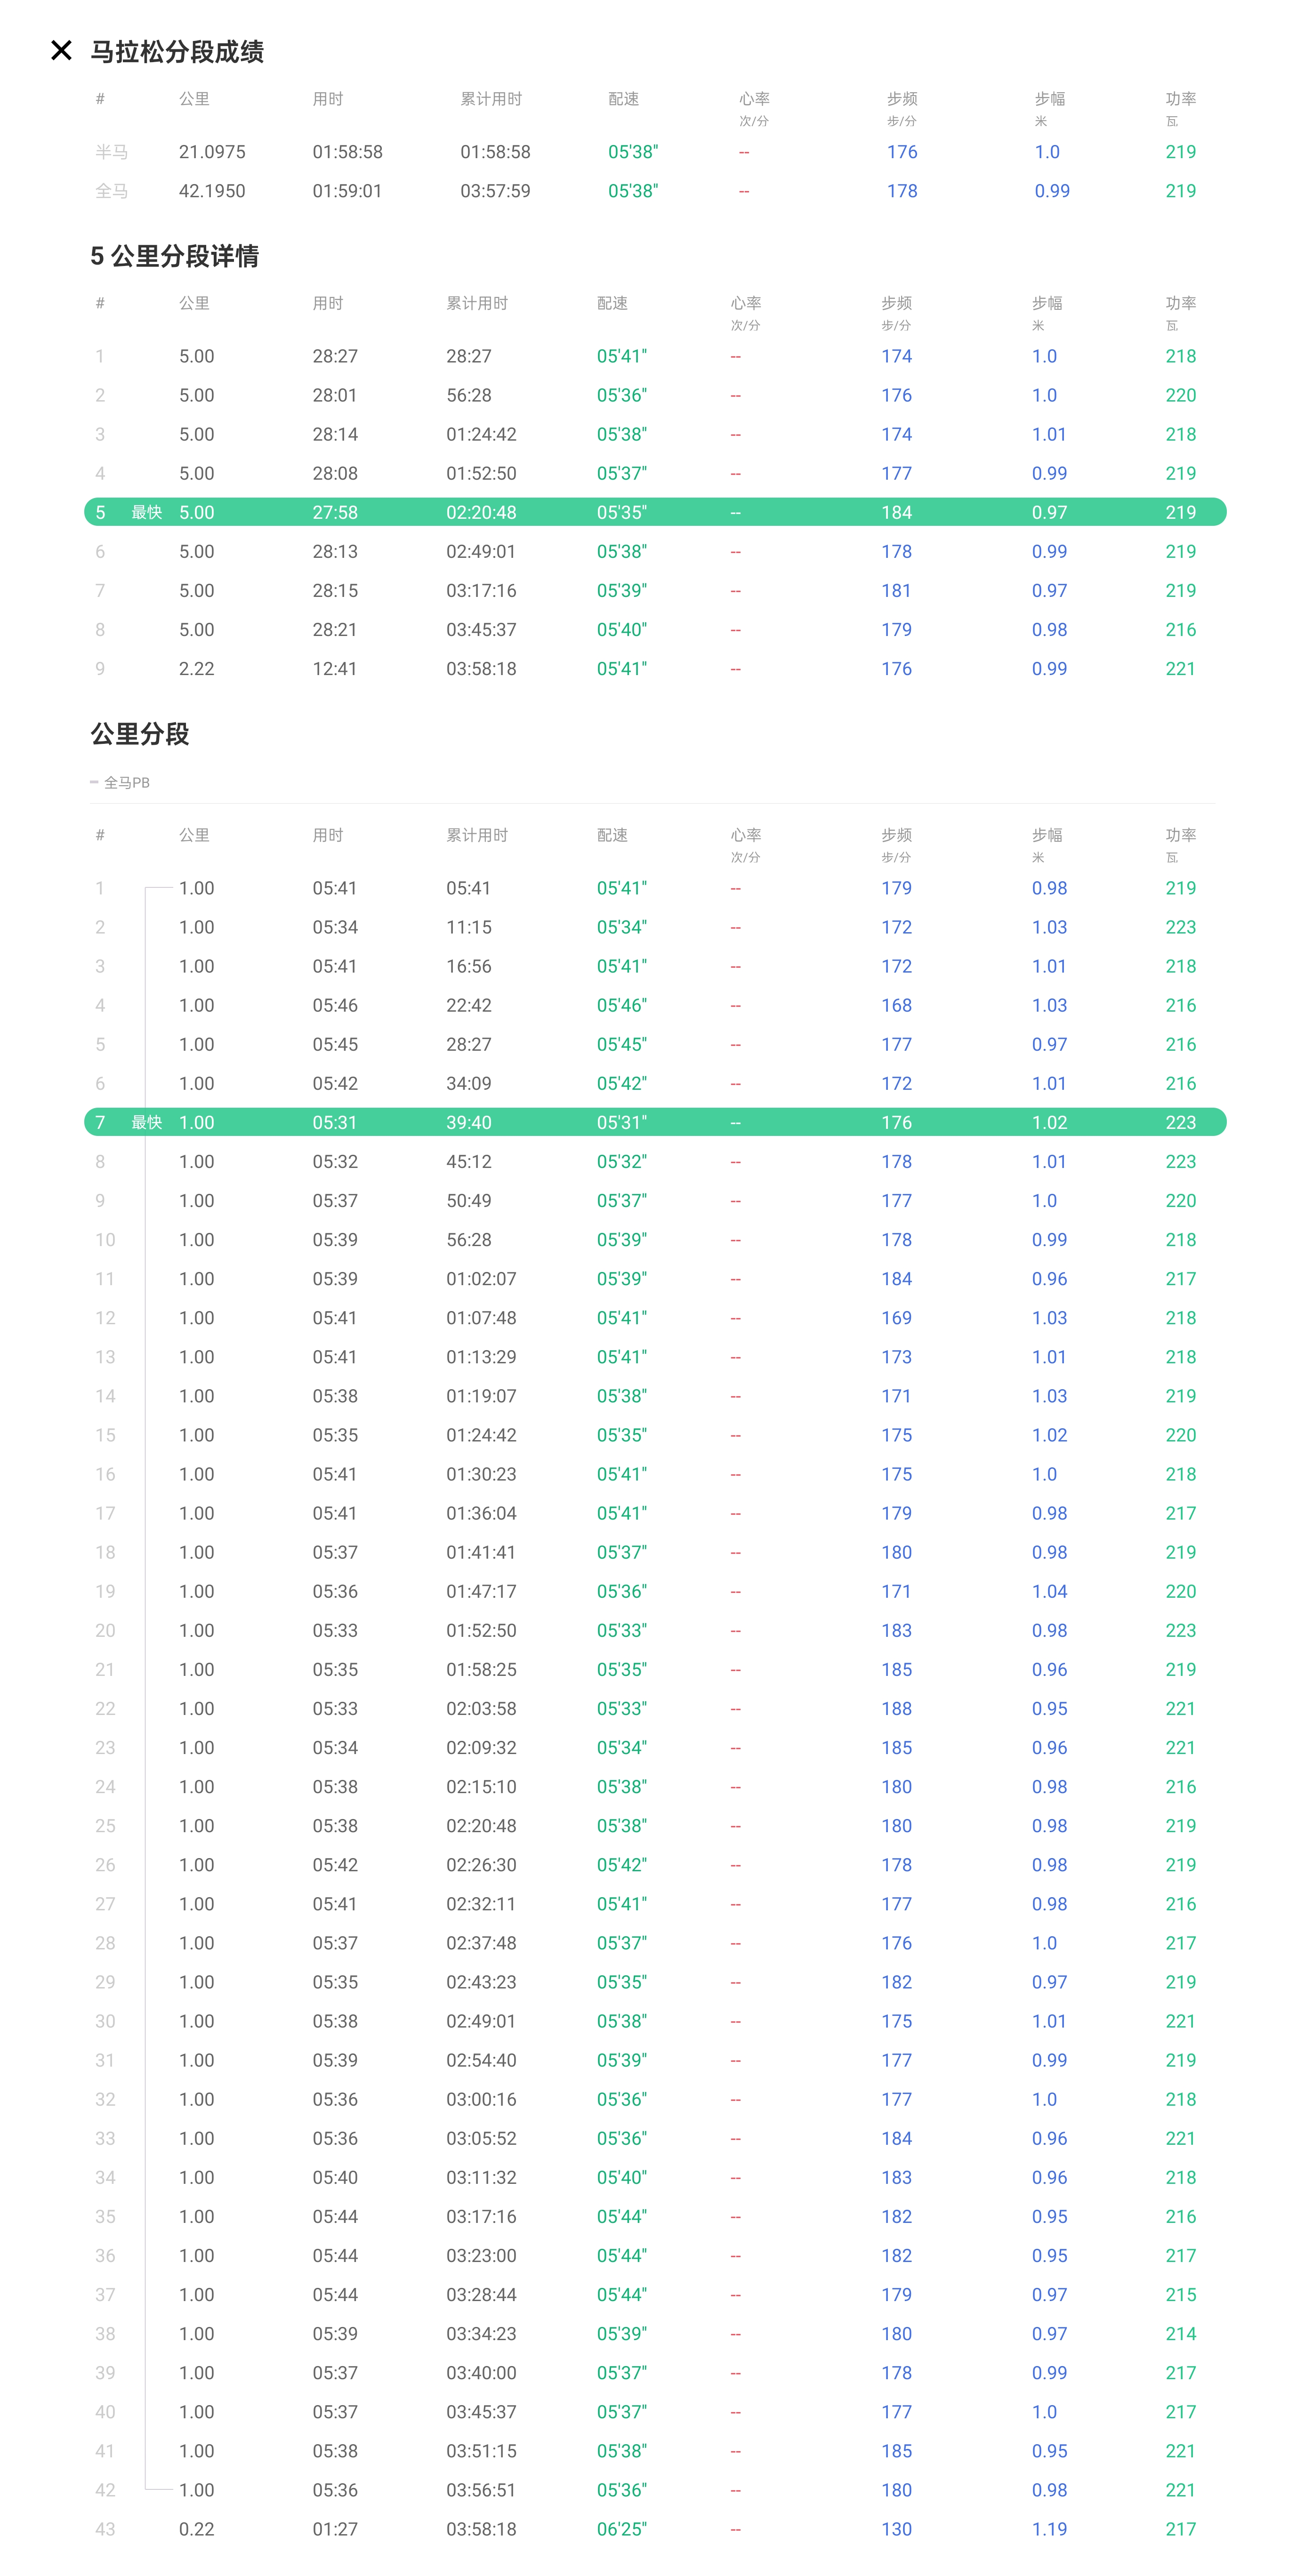 马拉松分段成绩
# 公里 用时 累计用时 配速 心率 步频 步幅 功率
次/分 步/分 米 瓦
半马 21.0975 01:58:58 01:58:58 05'38" -- 176 1.0 219
全马 42.1950 01:59:01 03:57:59 05'38" -- 178 0.99 219
5 公里分段详情
# 公里 用时 累计用时 配速 心率 步频 步幅 功率
次/分 步/分 米 瓦
1 5.00 28:27 28:27 05'41" -- 174 1.0 218
2 5.00 28:01 56:28 05'36" -- 176 1.0 220
3 5.00 28:14 01:24:42 05'38" -- 174 1.01 218
4 5.00 28:08 01:52:50 05'37" -- 177 0.99 219
5 最快 5.00 27:58 02:20:48 05'35" -- 184 0.97 219
6 5.00 28:13 02:49:01 05'38" -- 178 0.99 219
7 5.00 28:15 03:17:16 05'39" -- 181 0.97 219
8 5.00 28:21 03:45:37 05'40" -- 179 0.98 216
9 2.22 12:41 03:58:18 05'41" -- 176 0.99 221
公里分段
全马PB
# 公里 用时 累计用时 配速 心率 步频 步幅 功率
次/分 步/分 米 瓦
1 1.00 05:41 05:41 05'41" -- 179 0.98 219
2 1.00 05:34 11:15 05'34" -- 172 1.03 223
3 1.00 05:41 16:56 05'41" -- 172 1.01 218
4 1.00 05:46 22:42 05'46" -- 168 1.03 216
5 1.00 05:45 28:27 05'45" -- 177 0.97 216
6 1.00 05:42 34:09 05'42" -- 172 1.01 216
7 最快 1.00 05:31 39:40 05'31" -- 176 1.02 223
8 1.00 05:32 45:12 05'32" -- 178 1.01 223
9 1.00 05:37 50:49 05'37" -- 177 1.0 220
10 1.00 05:39 56:28 05'39" -- 178 0.99 218
11 1.00 05:39 01:02:07 05'39" -- 184 0.96 217
12 1.00 05:41 01:07:48 05'41" -- 169 1.03 218
13 1.00 05:41 01:13:29 05'41" -- 173 1.01 218
14 1.00 05:38 01:19:07 05'38" -- 171 1.03 219
15 1.00 05:35 01:24:42 05'35" -- 175 1.02 220
16 1.00 05:41 01:30:23 05'41" -- 175 1.0 218
17 1.00 05:41 01:36:04 05'41" -- 179 0.98 217
18 1.00 05:37 01:41:41 05'37" -- 180 0.98 219
19 1.00 05:36 01:47:17 05'36" -- 171 1.04 220
20 1.00 05:33 01:52:50 05'33" -- 183 0.98 223
21 1.00 05:35 01:58:25 05'35" -- 185 0.96 219
22 1.00 05:33 02:03:58 05'33" -- 188 0.95 221
23 1.00 05:34 02:09:32 05'34" -- 185 0.96 221
24 1.00 05:38 02:15:10 05'38" -- 180 0.98 216
25 1.00 05:38 02:20:48 05'38" -- 180 0.98 219
26 1.00 05:42 02:26:30 05'42" -- 178 0.98 219
27 1.00 05:41 02:32:11 05'41" -- 177 0.98 216
28 1.00 05:37 02:37:48 05'37" -- 176 1.0 217
29 1.00 05:35 02:43:23 05'35" -- 182 0.97 219
30 1.00 05:38 02:49:01 05'38" -- 175 1.01 221
31 1.00 05:39 02:54:40 05'39" -- 177 0.99 219
32 1.00 05:36 03:00:16 05'36" -- 177 1.0 218
33 1.00 05:36 03:05:52 05'36" -- 184 0.96 221
34 1.00 05:40 03:11:32 05'40" -- 183 0.96 218
35 1.00 05:44 03:17:16 05'44" -- 182 0.95 216
36 1.00 05:44 03:23:00 05'44" -- 182 0.95 217
37 1.00 05:44 03:28:44 05'44" -- 179 0.97 215
38 1.00 05:39 03:34:23 05'39" -- 180 0.97 214
39 1.00 05:37 03:40:00 05'37" -- 178 0.99 217
40 1.00 05:37 03:45:37 05'37" -- 177 1.0 217
41 1.00 05:38 03:51:15 05'38" -- 185 0.95 221
42 1.00 05:36 03:56:51 05'36" -- 180 0.98 221
43 0.22 01:27 03:58:18 06'25" -- 130 1.19 217